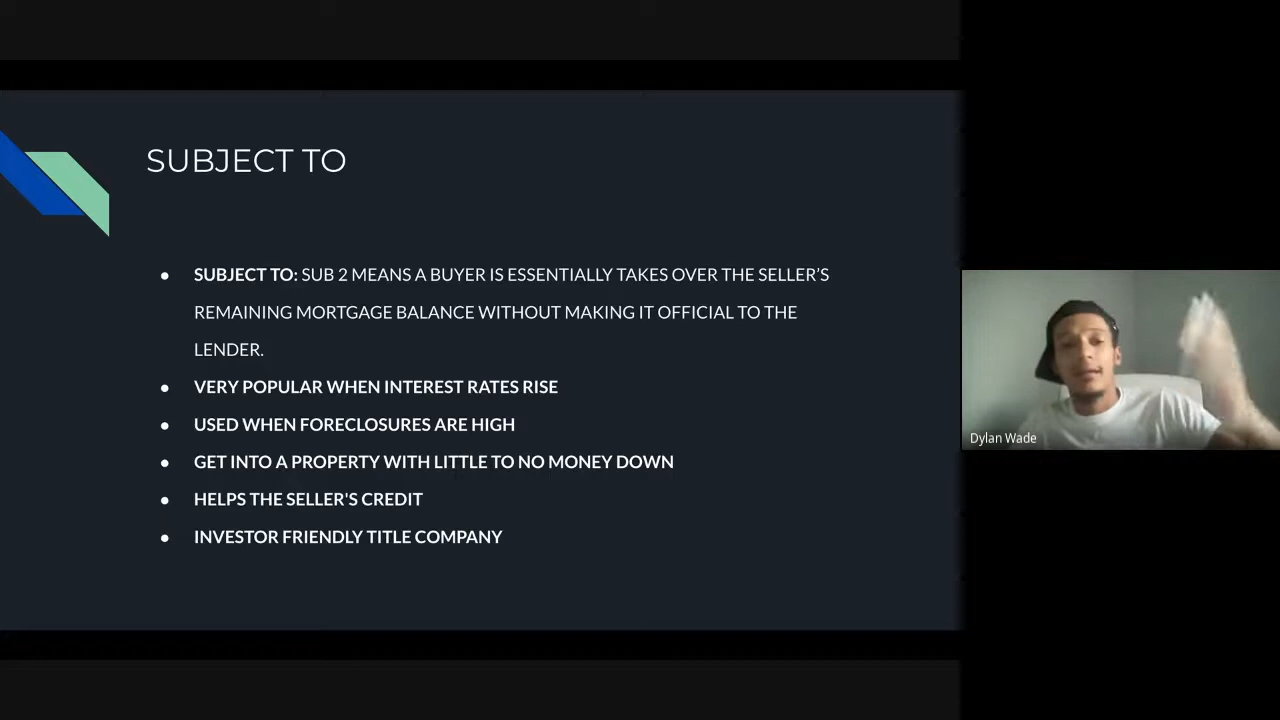 SUBJECT TO
● SUBJECT TO: SUB 2 MEANS A BUYER IS ESSENTIALLY TAKES OVER THE SELLER’S
REMAINING MORTGAGE BALANCE WITHOUT MAKING IT OFFICIAL TO THE
LENDER.
● VERY POPULAR WHEN INTEREST RATES RISE
● USED WHEN FORECLOSURES ARE HIGH
● GET INTO A PROPERTY WITH LITTLE TO NO MONEY DOWN
● HELPS THE SELLER'S CREDIT
● INVESTOR FRIENDLY TITLE COMPANY
Dylan Wade